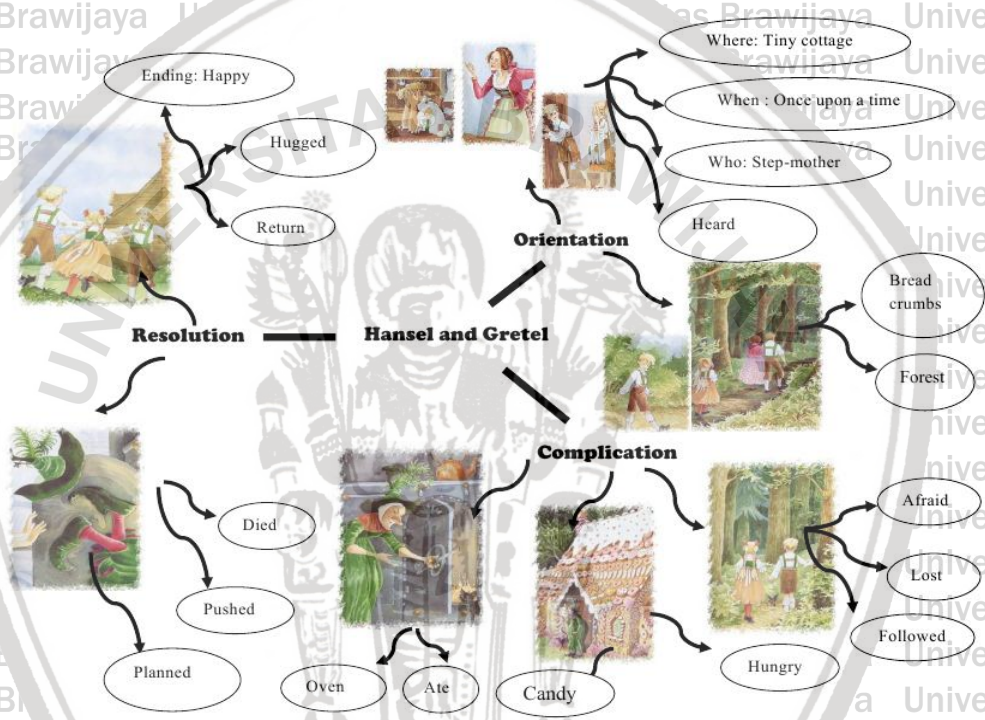 Where: Tiny cottage
When : Once upon a time
Who: Step-mother
Heard
Orientation
Bread
crumbs
Forest
Ending: Happy
Hugged
Return
Resolution
Hansel and Gretel
Complication
Afraid
Lost
Followed
Hungry
Candy
Ate
Oven
Died
Pushed
Planned